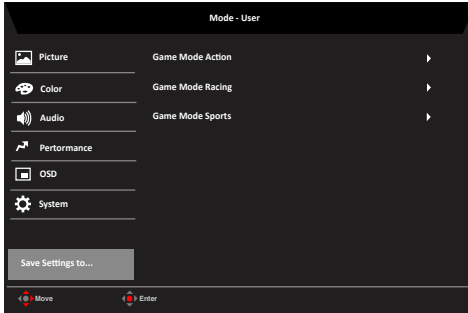 Mode - User
Picture
Game Mode Action
Color
Game Mode Racing
Audio
Game Mode Sports
Pertormance
OSD
System
Save Settings to...
Move
Enter